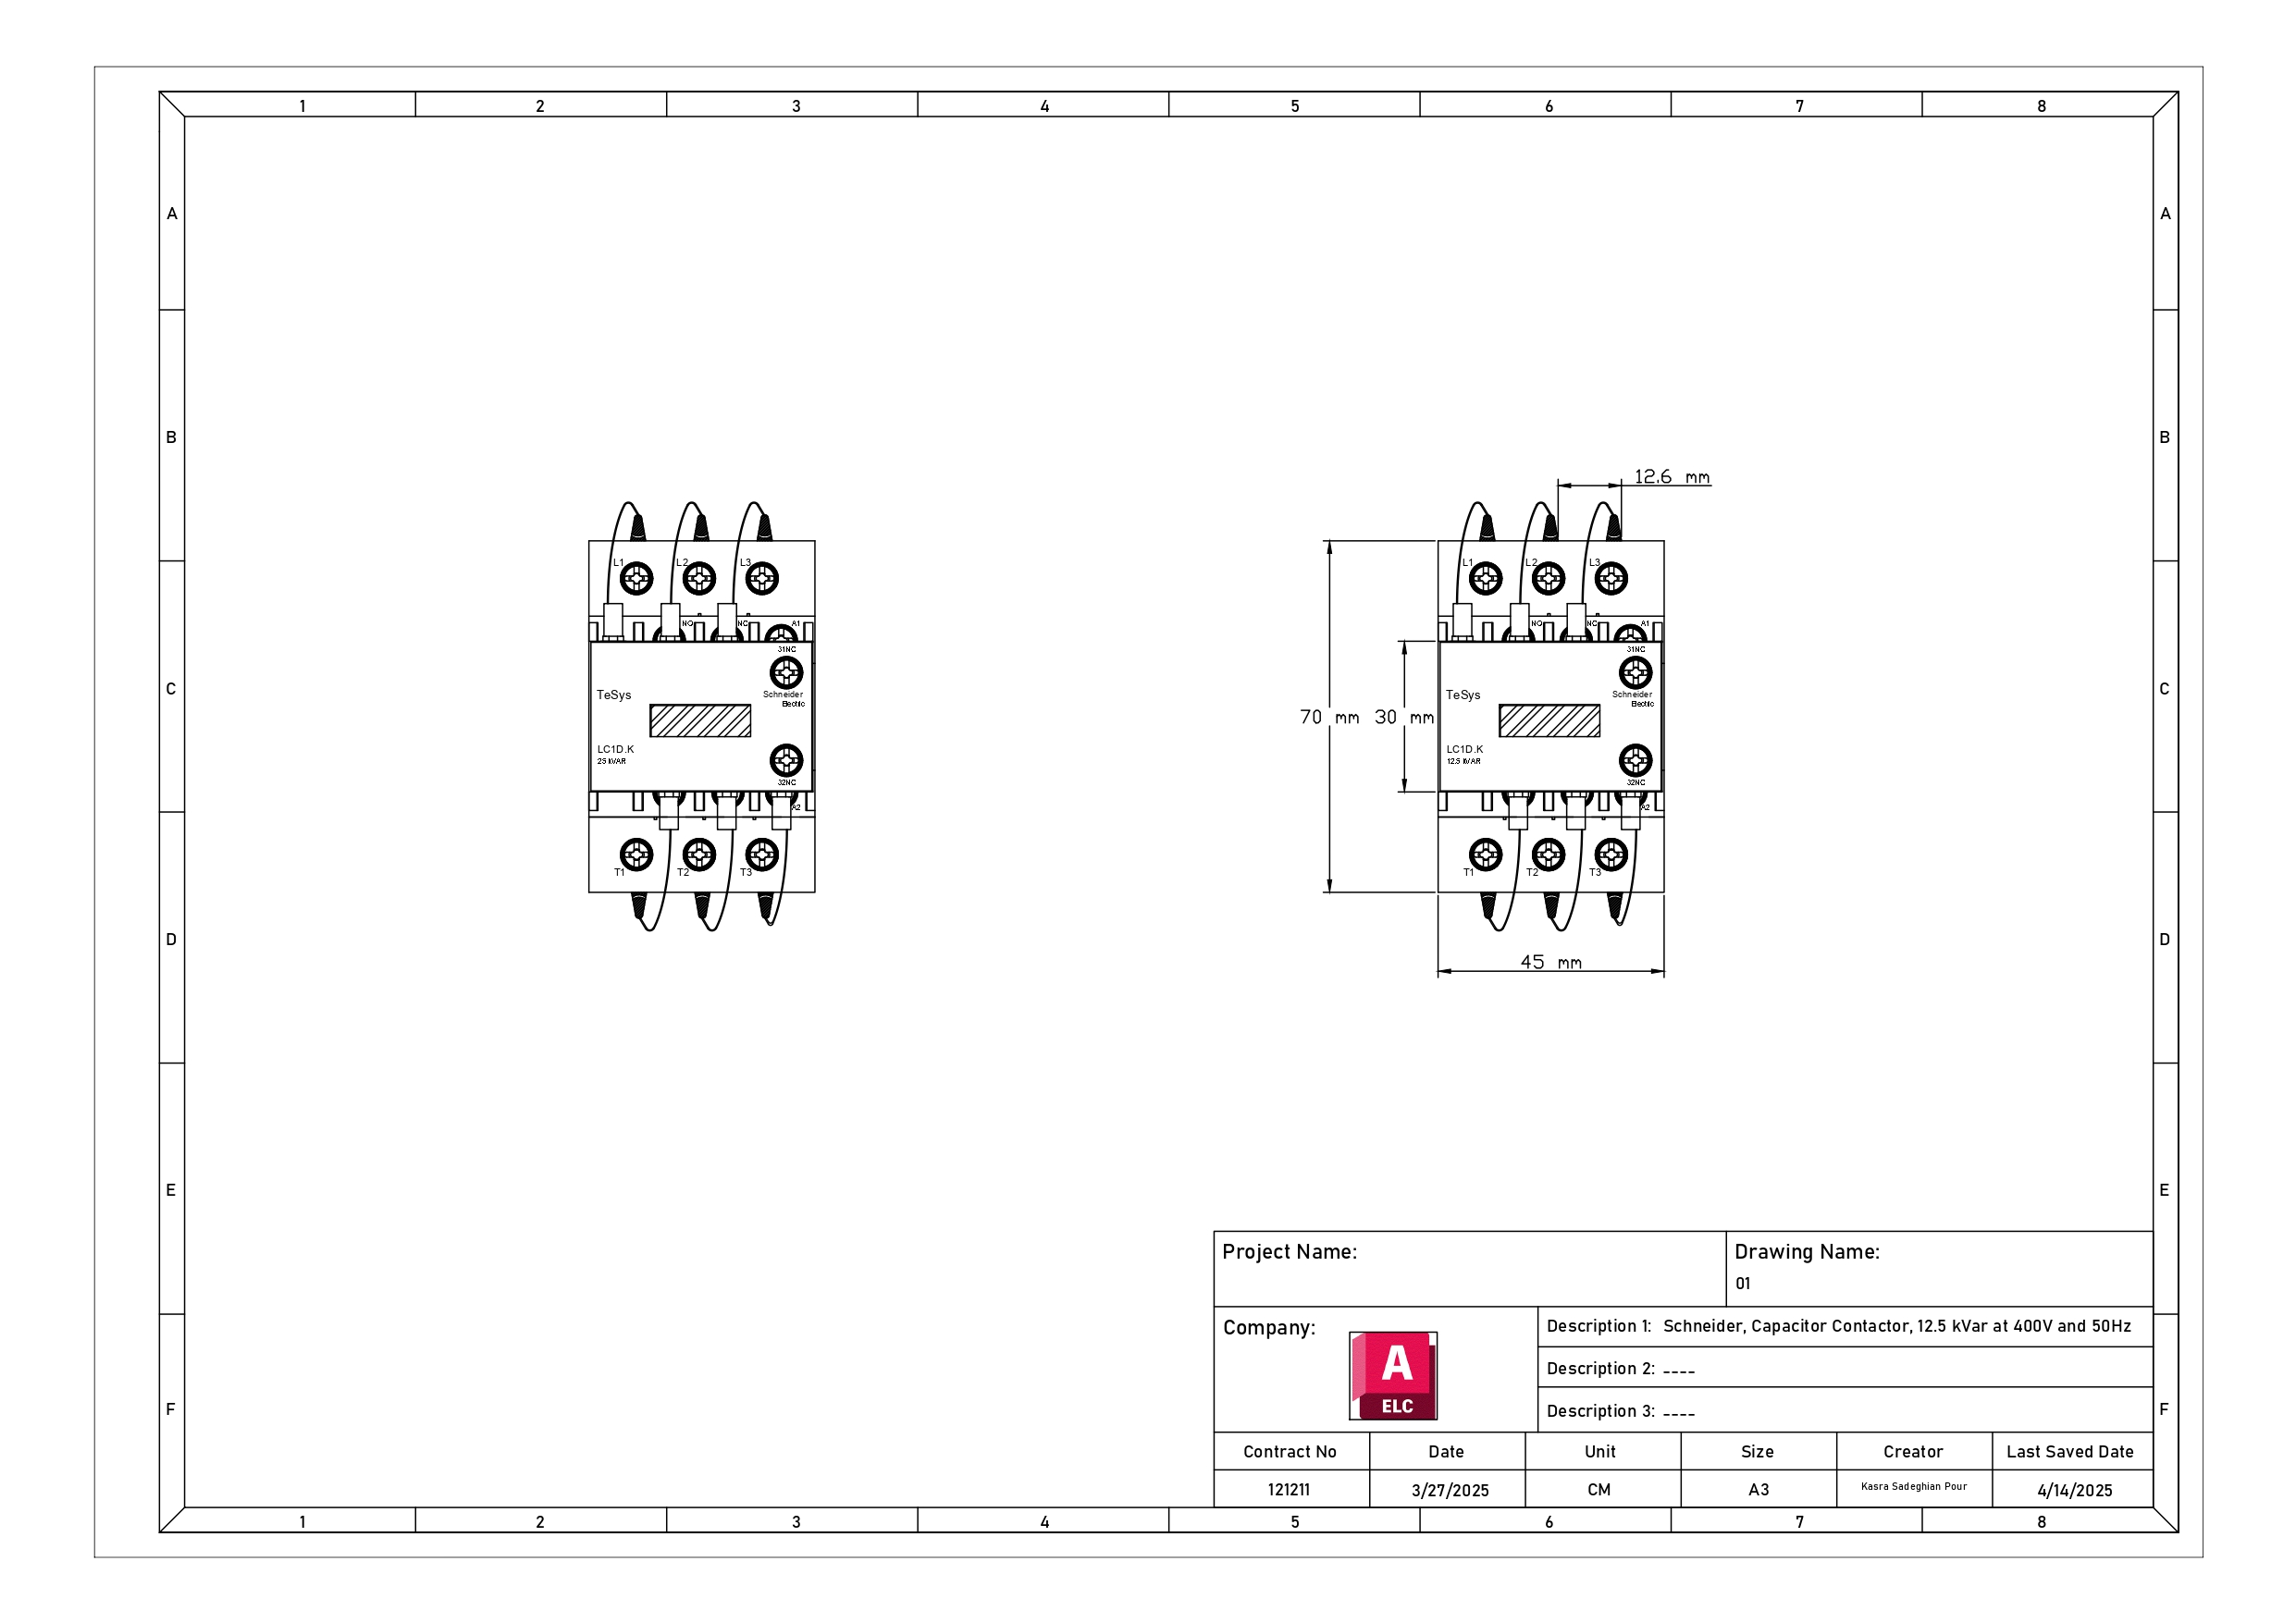 1 2 3 4 5 6 7 8
A A
B B
12.6 mm
L1 L2 L3
L1 L2 L3
NO NC A1
NO NC A1
31NC
31NC
C C
TeSys Schneider
Electric
TeSys Schneider
Electric
70 mm 30 mm
LC1D.K
25 kVAR
LC1D.K
12.5 kVAR
32NC
32NC
A2
A2
T1 T2 T3
T1 T2 T3
D D
45 mm
E E
Project Name:
Drawing Name:
01
Company:
A
ELC
Description 1: Schneider, Capacitor Contactor, 12.5 kVar at 400V and 50Hz
Description 2: ----
Description 3: ----
F F
Contract No Date Unit Size Creator Last Saved Date
121211 3/27/2025 CM A3 Kasra Sadeghian Pour 4/14/2025
1 2 3 4 5 6 7 8